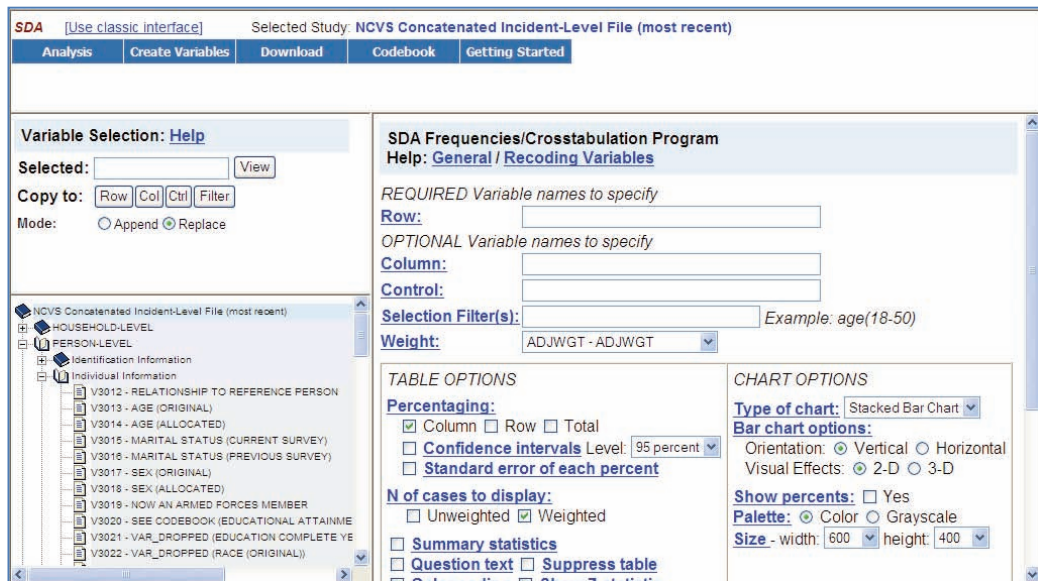 SDA [Use classic interface] Selected Study: NCVS Concatenated Incident-Level File (most recent)
Analysis Create Variables Download Codebook Getting Started
Variable Selection: Help
Selected: View
Copy to: Row Col Ctrl Filter
Mode: Append Replace
NCVS Concatenated Incident-Level File (most recent)
HOUSEHOLD-LEVEL
PERSON-LEVEL
Identification Information
Individual Information
V3012 - RELATIONSHIP TO REFERENCE PERSON
V3013 - AGE (ORIGINAL)
V3014 - AGE (ALLOCATED)
V3015 - MARITAL STATUS (CURRENT SURVEY)
V3016 - MARITAL STATUS (PREVIOUS SURVEY)
V3017 - SEX (ORIGINAL)
V3018 - SEX (ALLOCATED)
V3019 - NOW AN ARMED FORCES MEMBER
V3020 - SEE CODEBOOK (EDUCATIONAL ATTAINME
V3021 - VAR_DROPPED (EDUCATION COMPLETE YE
V3022 - VAR_DROPPED (RACE (ORIGINAL))
SDA Frequencies/Crosstabulation Program
Help: General / Recoding Variables
REQUIRED Variable names to specify
Row:
OPTIONAL Variable names to specify
Column:
Control:
Selection Filter(s): Example: age(18-50)
Weight: ADJWGT - ADJWGT
TABLE OPTIONS
Percentaging:
Column Row Total
Confidence intervals Level: 95 percent
Standard error of each percent
N of cases to display:
Unweighted Weighted
Summary statistics
Question text Suppress table
CHART OPTIONS
Type of chart: Stacked Bar Chart
Bar chart options:
Orientation: Vertical Horizontal
Visual Effects: 2-D 3-D
Show percents: Yes
Palette: Color Grayscale
Size - width: 600 height: 400